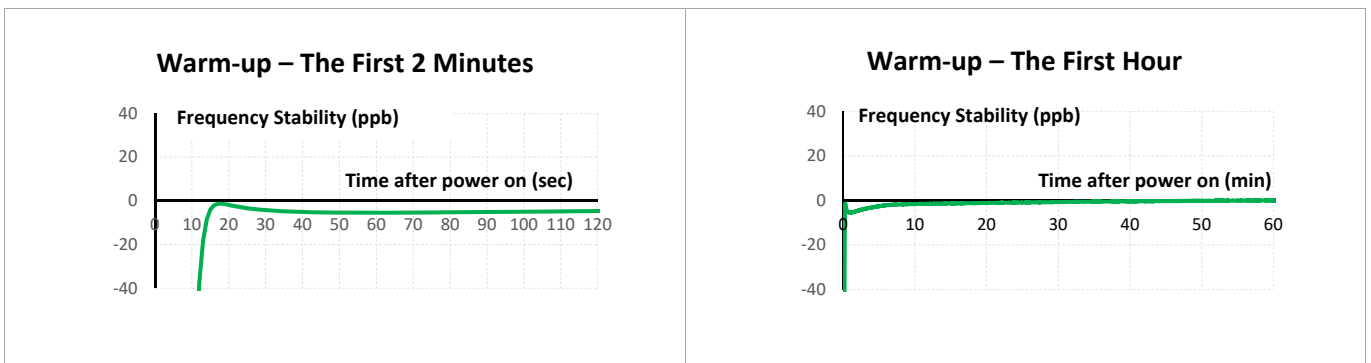 Warm-up – The First 2 Minutes
40
Frequency Stability (ppb)
20
Time after power on (sec)
0
0 10 20 30 40 50 60 70 80 90 100 110 120
-20
-40
Warm-up – The First Hour
40
Frequency Stability (ppb)
20
Time after power on (min)
0
0 10 20 30 40 50 60
-20
-40